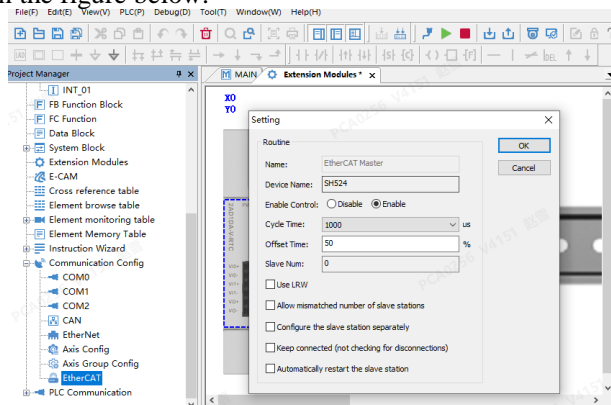 n the figure below.
File(F) Edit(E) View(V) PLC(P) Debug(D) Tool(T) Window(W) Help(H)
LAD
DEL
Project Manager
MAIN
Extension Modules *
INT_01
FB Function Block
FC Function
Data Block
System Block
Extension Modules
E-CAM
Cross reference table
Element browse table
Element monitoring table
Element Memory Table
Instruction Wizard
Communication Config
COM0
COM1
COM2
CAN
EtherNet
Axis Config
Axis Group Config
EtherCAT
PLC Communication
X0
Y0
Setting
Routine
Name: EtherCAT Master
Device Name: SH524
Enable Control: Disable Enable
Cycle Time: 1000 us
Offset Time: 50 %
Slave Num: 0
Use LRW
Allow mismatched number of slave stations
Configure the slave station separately
Keep connected (not checking for disconnections)
Automatically restart the slave station
OK
Cancel